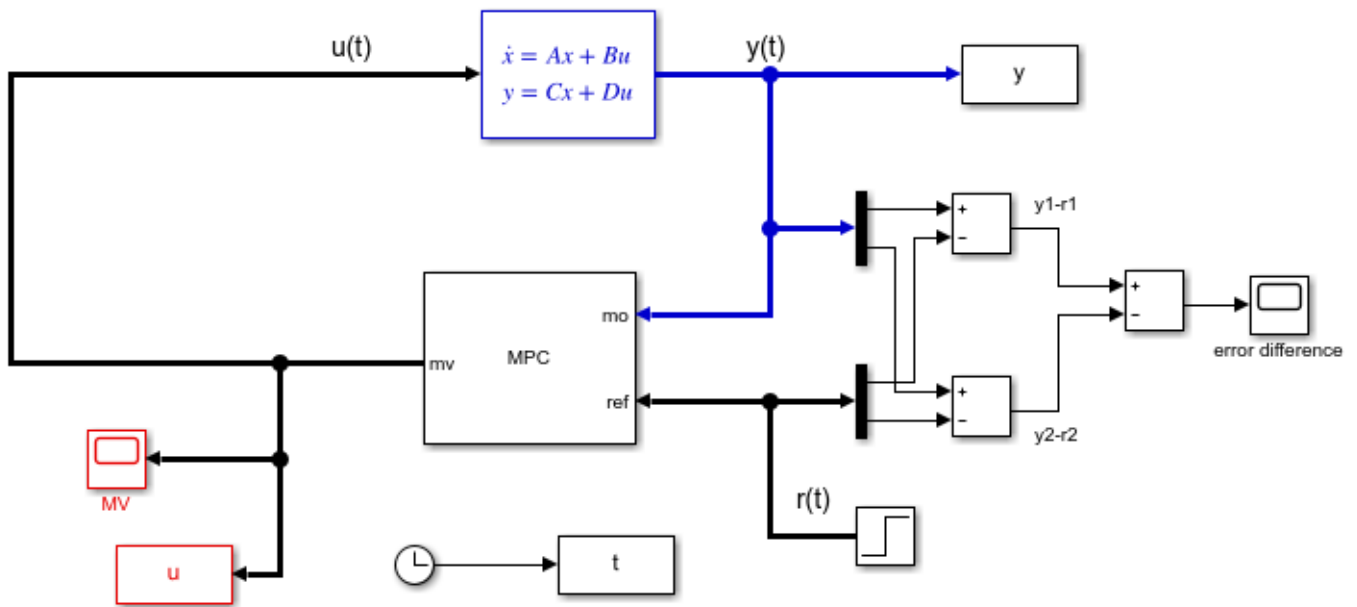 u(t)
ẋ = Ax + Bu
y = Cx + Du
y(t)
y
+
−
y1-r1
+
−
error difference
mo
MPC
mv
ref
+
−
y2-r2
MV
r(t)
u
t